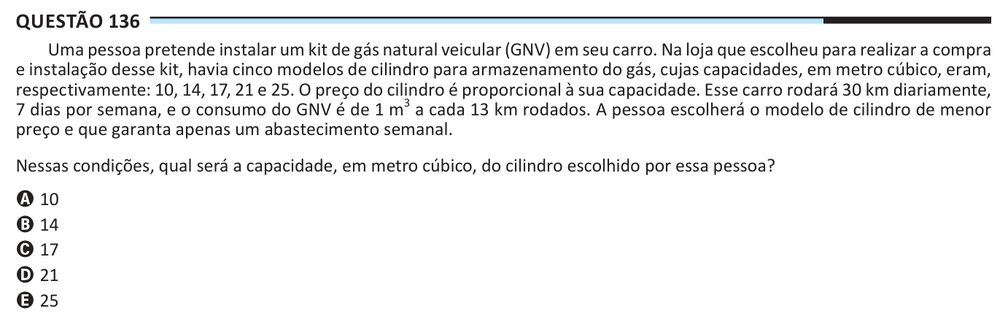 QUESTÃO 136
Uma pessoa pretende instalar um kit de gás natural veicular (GNV) em seu carro. Na loja que escolheu para realizar a compra
e instalação desse kit, havia cinco modelos de cilindro para armazenamento do gás, cujas capacidades, em metro cúbico, eram,
respectivamente: 10, 14, 17, 21 e 25. O preço do cilindro é proporcional à sua capacidade. Esse carro rodará 30 km diariamente,
7 dias por semana, e o consumo do GNV é de 1 m³ a cada 13 km rodados. A pessoa escolherá o modelo de cilindro de menor
preço e que garanta apenas um abastecimento semanal.
Nessas condições, qual será a capacidade, em metro cúbico, do cilindro escolhido por essa pessoa?
A 10
B 14
C 17
D 21
E 25